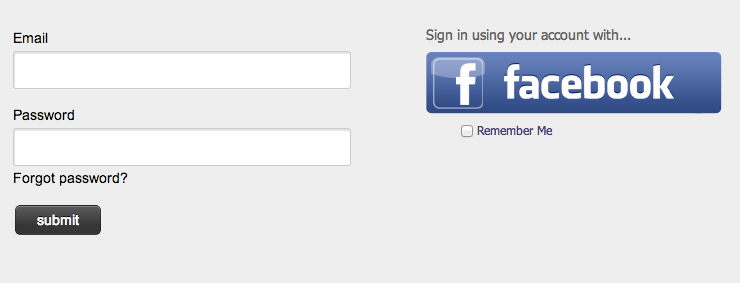 Email
Password
Forgot password?
submit
Sign in using your account with...
f facebook
Remember Me